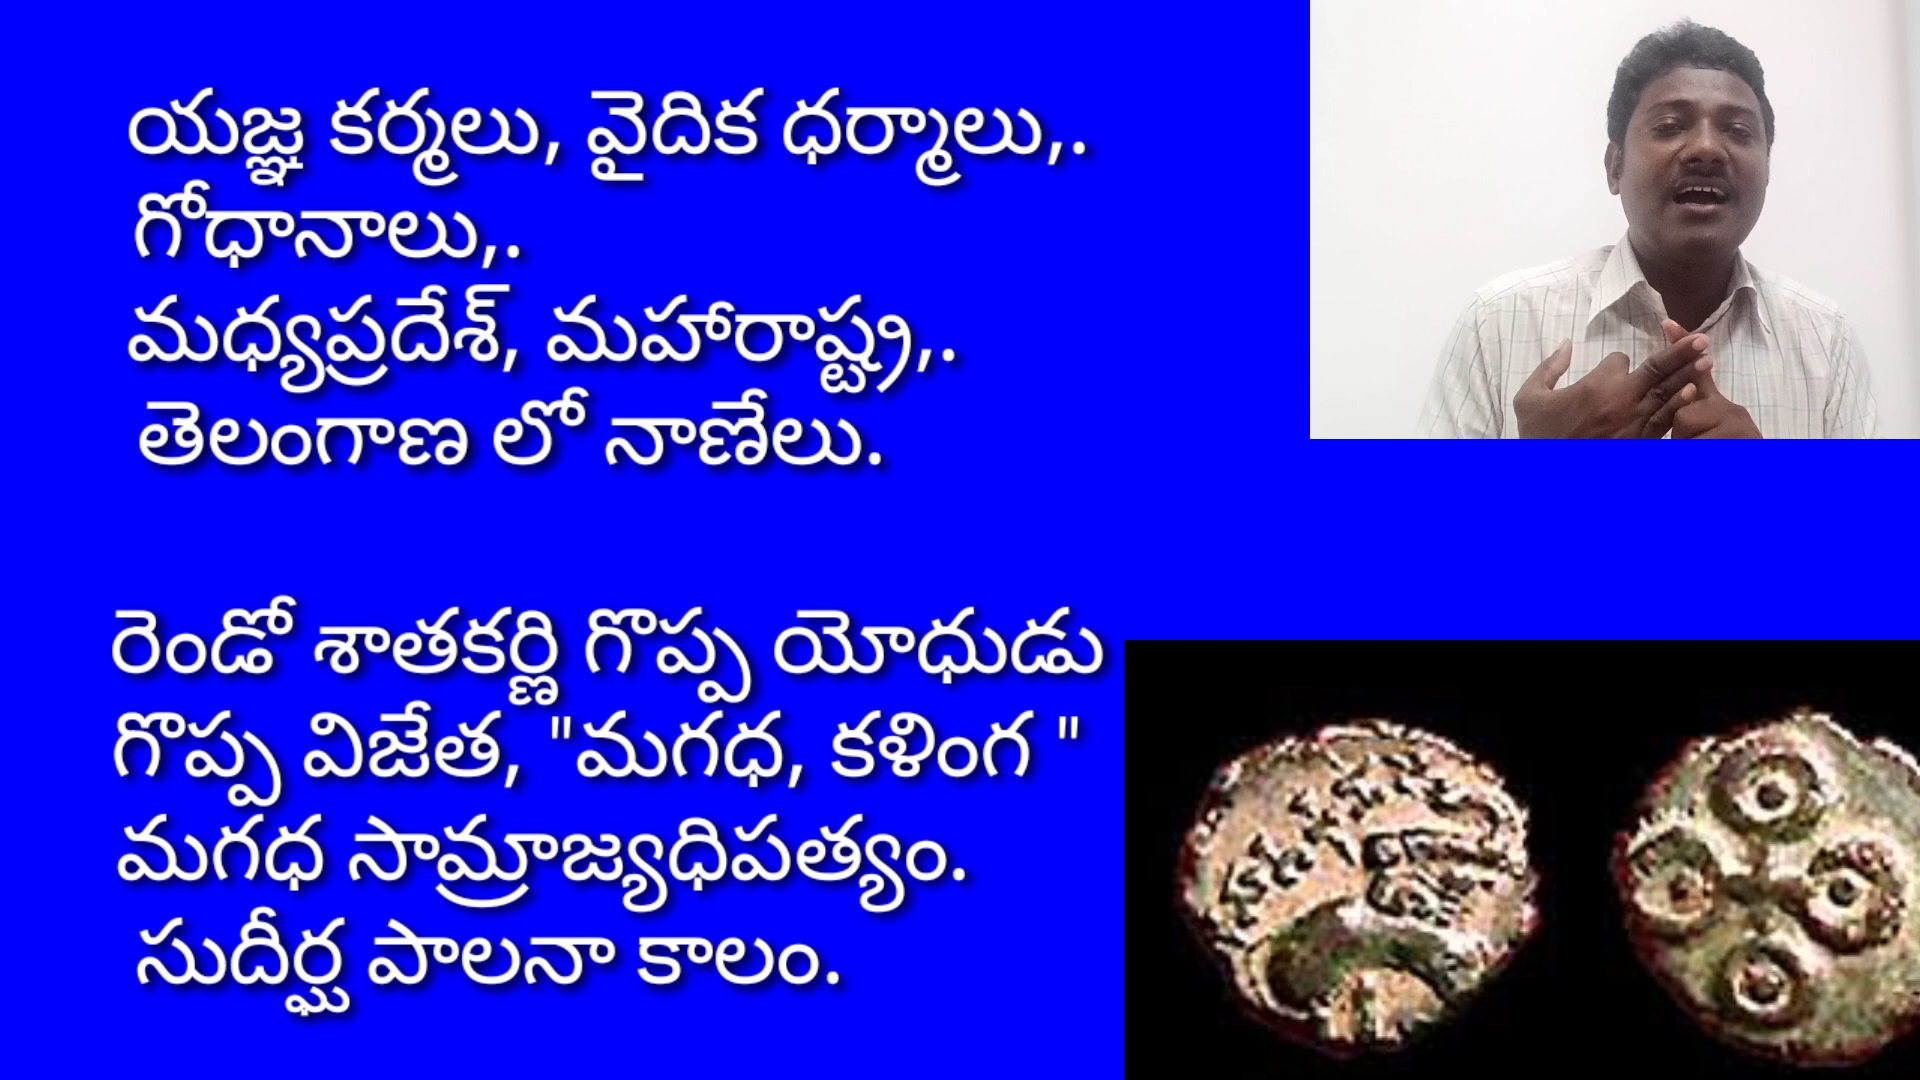 యజ్ఞ కర్మలు, వైదిక ధర్మాలు,.
గోధానాలు,.
మధ్యప్రదేశ్, మహారాష్ట్ర,.
తెలంగాణ లో నాణేలు.
రెండో శాతకర్ణి గొప్ప యోధుడు
గొప్ప విజేత, "మగధ, కళింగ "
మగధ సామ్రాజ్యధిపత్యం.
సుదీర్ఘ పాలనా కాలం.